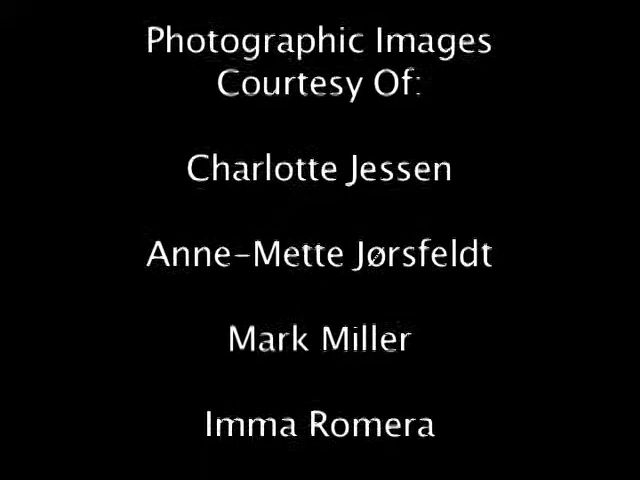 Photographic Images
Courtesy Of:
Charlotte Jessen
Anne-Mette Jørsfeldt
Mark Miller
Imma Romera